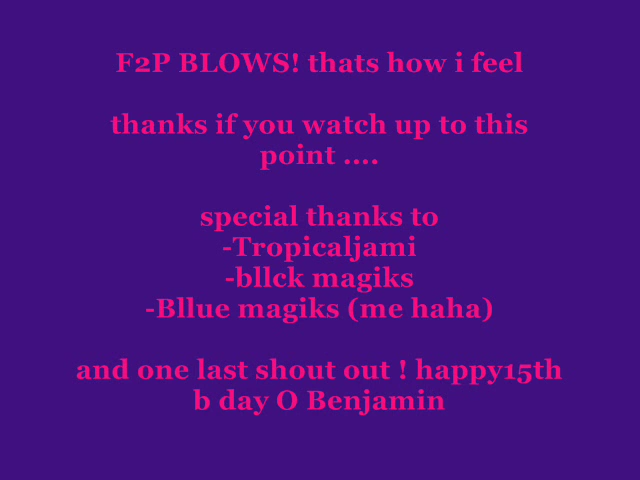 F2P BLOWS! thats how i feel
thanks if you watch up to this
point ....
special thanks to
-Tropicaljami
-bllck magiks
-Bllue magiks (me haha)
and one last shout out ! happy15th
b day O Benjamin